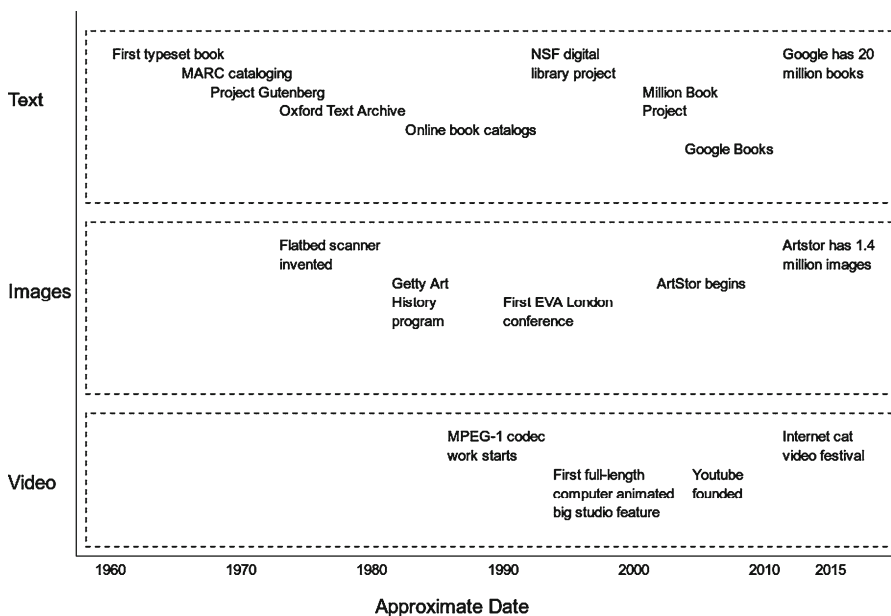 Text
First typeset book
MARC cataloging
Project Gutenberg
Oxford Text Archive
Online book catalogs
NSF digital
library project
Million Book
Project
Google Books
Google has 20
million books
Images
Flatbed scanner
invented
Getty Art
History
program
First EVA London
conference
ArtStor begins
Artstor has 1.4
million images
Video
MPEG-1 codec
work starts
First full-length
computer animated
big studio feature
Youtube
founded
Internet cat
video festival
1960 1970 1980 1990 2000 2010 2015
Approximate Date